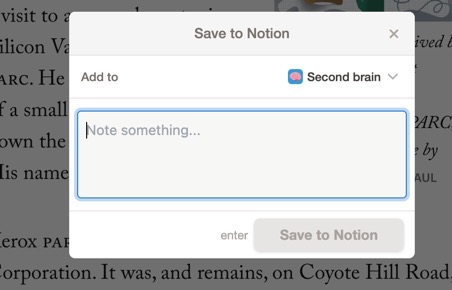 visit to a
ilicon Va
Save to Notion
ived b
ARC. He
Add to
Second brain
f a small
Note something...
PARC,
own the
e by
His name
AUL
Xerox PAR
enter
Save to Notion
Corporation. It was, and remains, on Coyote Hill Road,